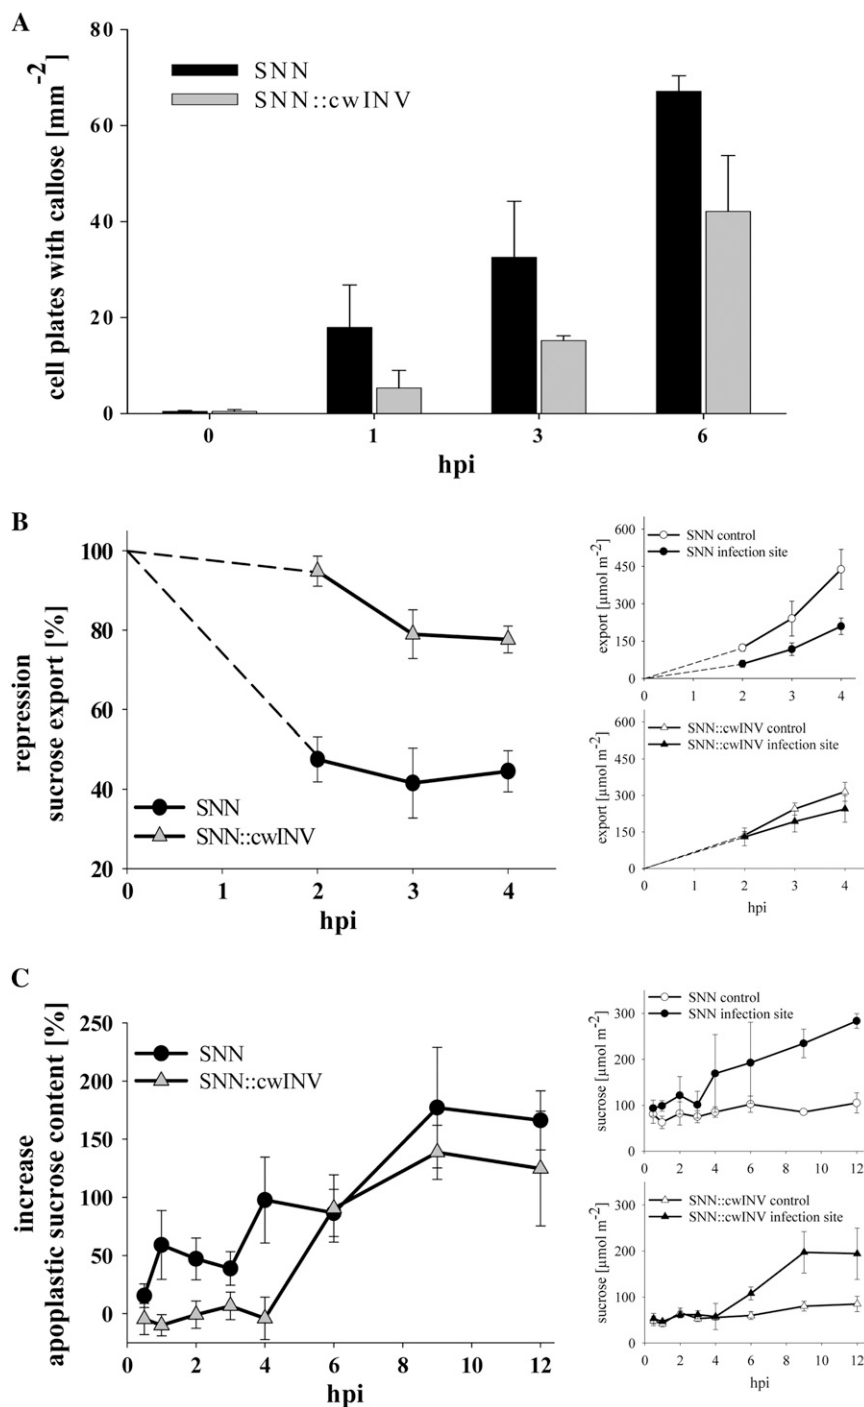 A
cell plates with callose [mm-2]
80
60
40
20
0
SNN
SNN::cwINV
0 1 3 6
hpi
B
repression
sucrose export [%]
100
80
60
40
20
SNN
SNN::cwINV
0 1 2 3 4
hpi
export [µmol m-2]
600
450
300
150
0
SNN control
SNN infection site
0 1 2 3 4
export [µmol m-2]
600
450
300
150
0
SNN::cwINV control
SNN::cwINV infection site
0 1 2 3 4
hpi
C
increase
apoplastic sucrose content [%]
250
200
150
100
50
0
SNN
SNN::cwINV
0 2 4 6 8 10 12
hpi
sucrose [µmol m-2]
300
200
100
0
SNN control
SNN infection site
0 2 4 6 8 10 12
sucrose [µmol m-2]
300
200
100
0
SNN::cwINV control
SNN::cwINV infection site
0 2 4 6 8 10 12
hpi